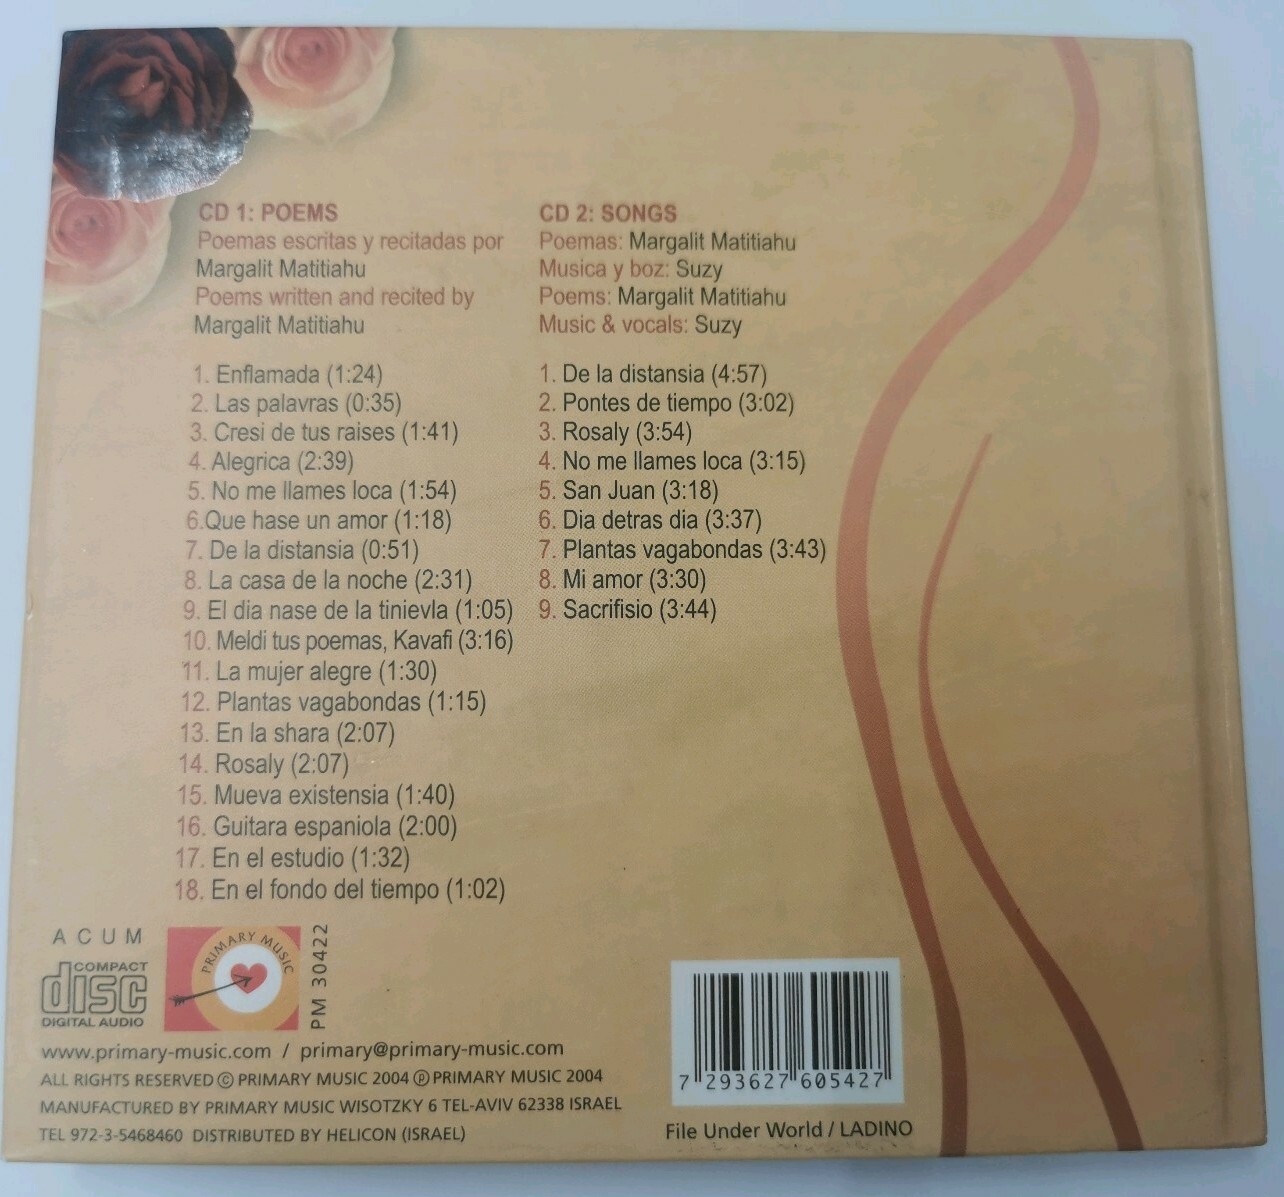 CD 1: POEMS
Poemas escritas y recitadas por
Margalit Matitiahu
Poems written and recited by
Margalit Matitiahu
1. Enflamada (1:24)
2. Las palavras (0:35)
3. Cresi de tus raises (1:41)
4. Alegrica (2:39)
5. No me llames loca (1:54)
6.Que hase un amor (1:18)
7. De la distansia (0:51)
8. La casa de la noche (2:31)
9. El dia nase de la tinievla (1:05)
10. Meldi tus poemas, Kavafi (3:16)
11. La mujer alegre (1:30)
12. Plantas vagabondas (1:15)
13. En la shara (2:07)
14. Rosaly (2:07)
15. Mueva existensia (1:40)
16. Guitara espaniola (2:00)
17. En el estudio (1:32)
18. En el fondo del tiempo (1:02)
CD 2: SONGS
Poemas: Margalit Matitiahu
Musica y boz: Suzy
Poems: Margalit Matitiahu
Music & vocals: Suzy
1. De la distansia (4:57)
2. Pontes de tiempo (3:02)
3. Rosaly (3:54)
4. No me llames loca (3:15)
5. San Juan (3:18)
6. Dia detras dia (3:37)
7. Plantas vagabondas (3:43)
8. Mi amor (3:30)
9. Sacrifisio (3:44)
ACUM
COMPACT
disc
DIGITAL AUDIO
PRIMARY MUSIC
PM 30422
www.primary-music.com / primary@primary-music.com
ALL RIGHTS RESERVED © PRIMARY MUSIC 2004 ℗ PRIMARY MUSIC 2004
MANUFACTURED BY PRIMARY MUSIC WISOTZKY 6 TEL-AVIV 62338 ISRAEL
TEL 972-3-5468460 DISTRIBUTED BY HELICON (ISRAEL)
7 293627 605427
File Under World / LADINO